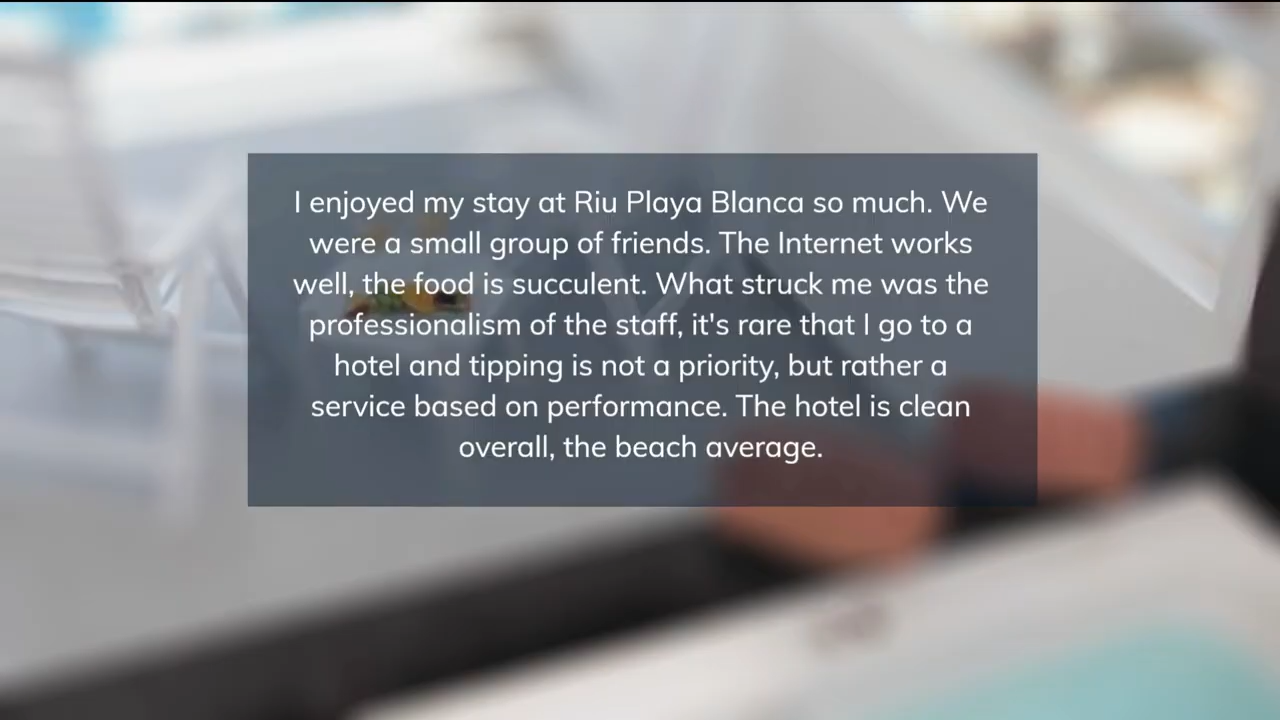 I enjoyed my stay at Riu Playa Blanca so much. We
were a small group of friends. The Internet works
well, the food is succulent. What struck me was the
professionalism of the staff, it's rare that I go to a
hotel and tipping is not a priority, but rather a
service based on performance. The hotel is clean
overall, the beach average.